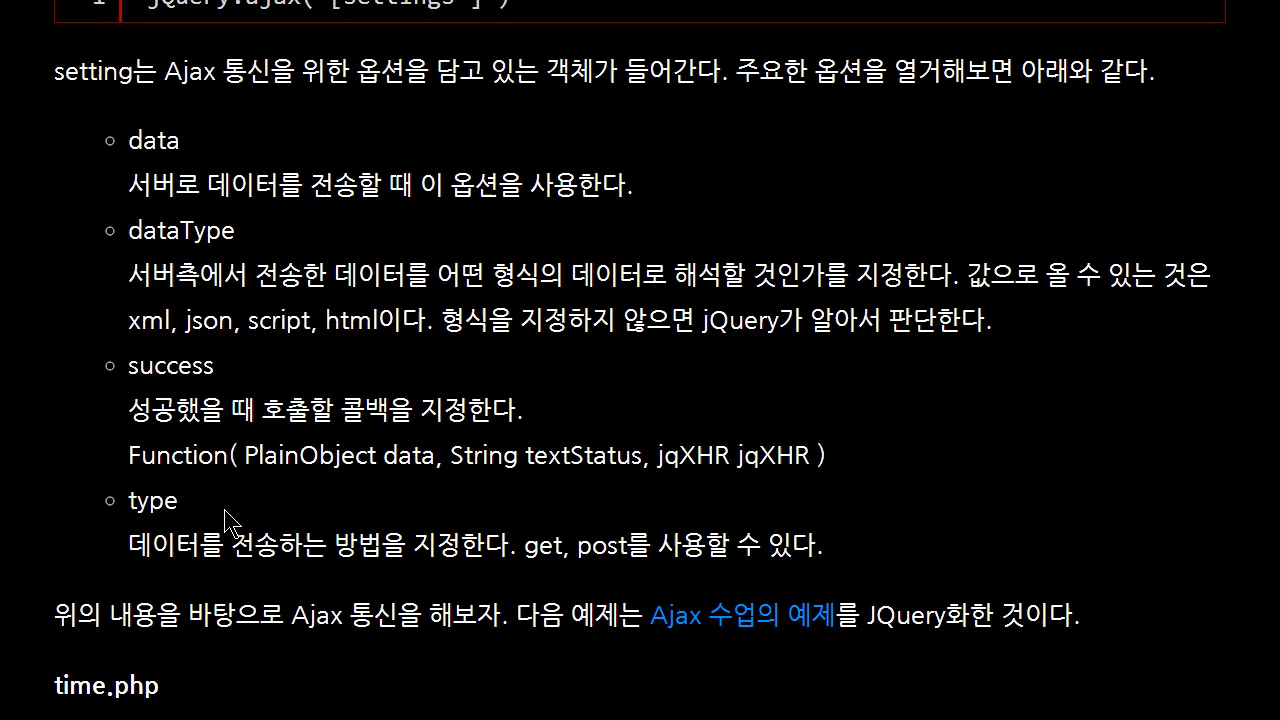 1 jQuery.ajax( [settings ] )
setting는 Ajax 통신을 위한 옵션을 담고 있는 객체가 들어간다. 주요한 옵션을 열거해보면 아래와 같다.
data
서버로 데이터를 전송할 때 이 옵션을 사용한다.
dataType
서버측에서 전송한 데이터를 어떤 형식의 데이터로 해석할 것인가를 지정한다. 값으로 올 수 있는 것은
xml, json, script, html이다. 형식을 지정하지 않으면 jQuery가 알아서 판단한다.
success
성공했을 때 호출할 콜백을 지정한다.
Function( PlainObject data, String textStatus, jqXHR jqXHR )
type
데이터를 전송하는 방법을 지정한다. get, post를 사용할 수 있다.
위의 내용을 바탕으로 Ajax 통신을 해보자. 다음 예제는 Ajax 수업의 예제를 JQuery화한 것이다.
time.php